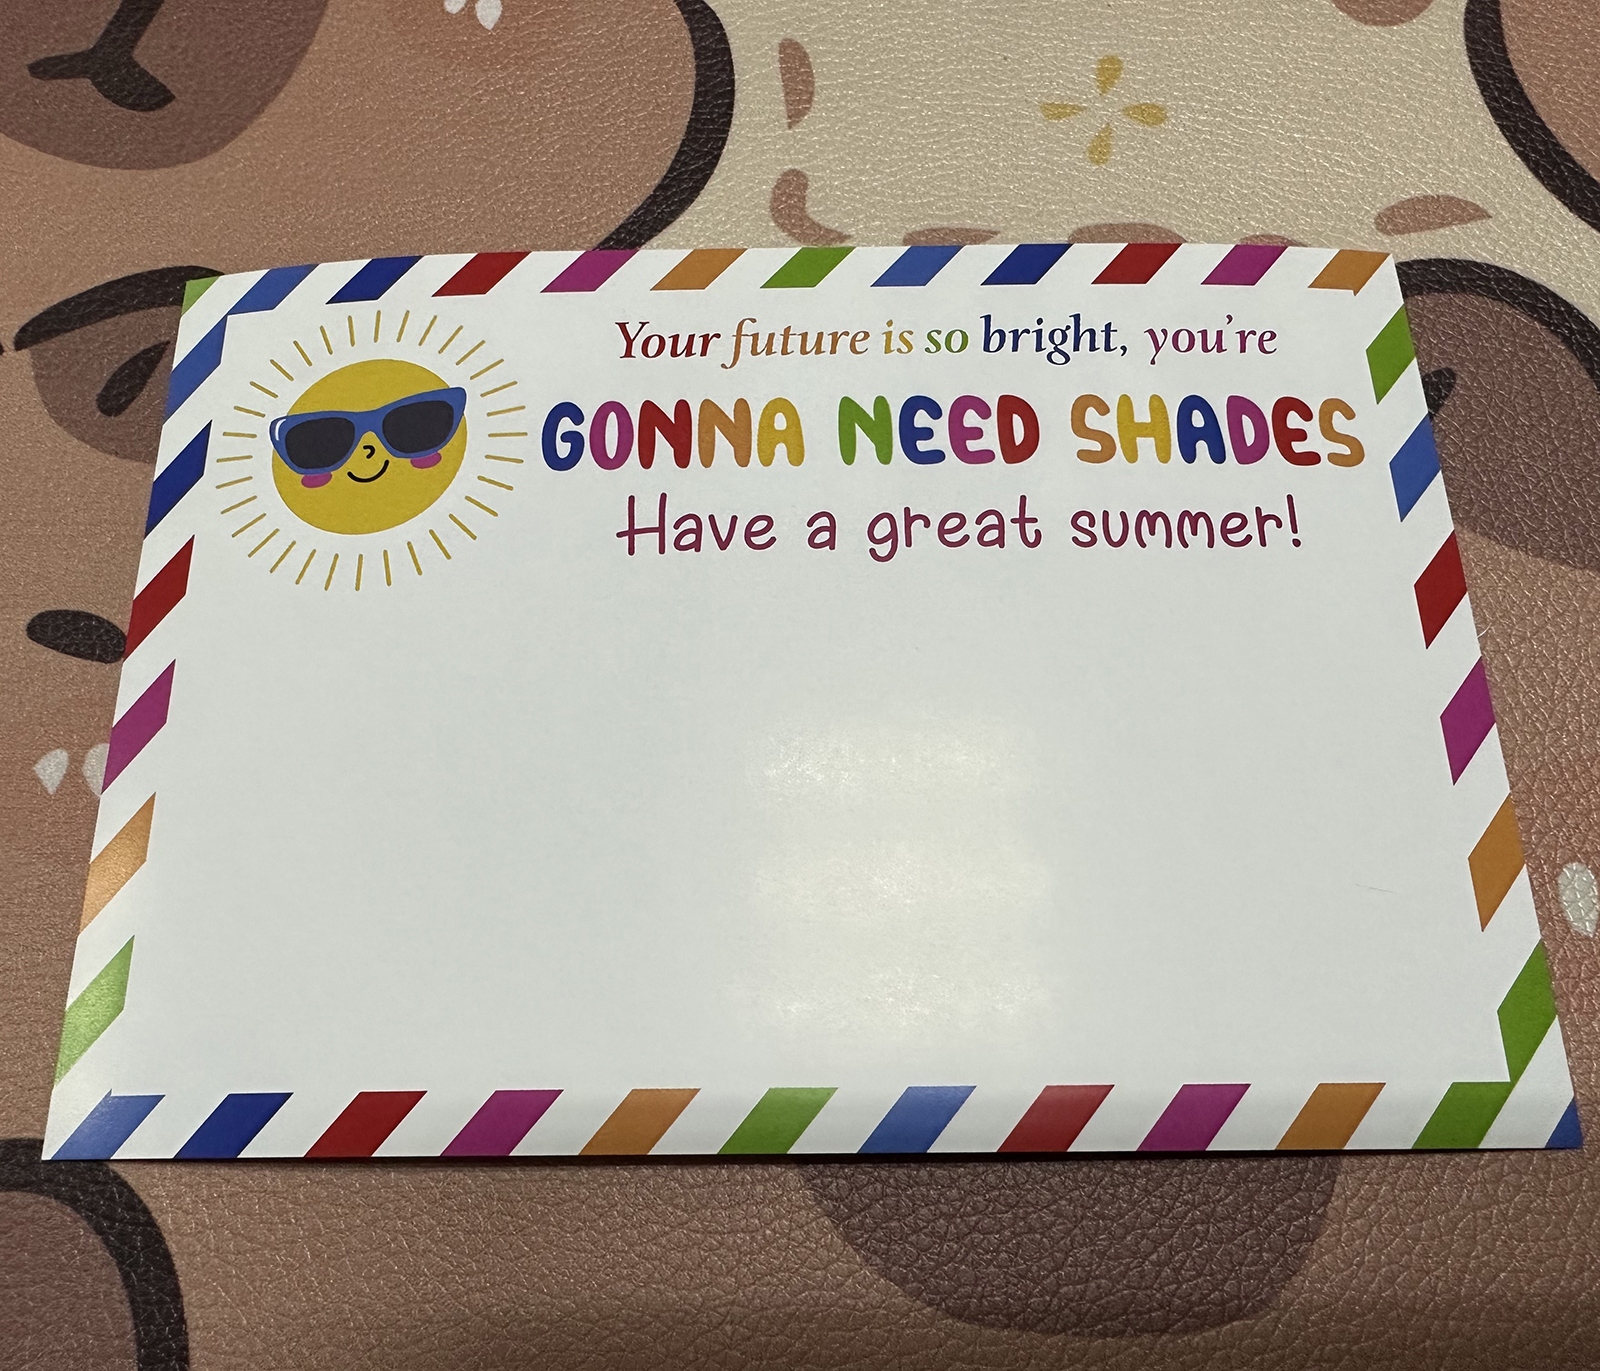 Your future is so bright, you're
GONNA NEED SHADES
Have a great summer!